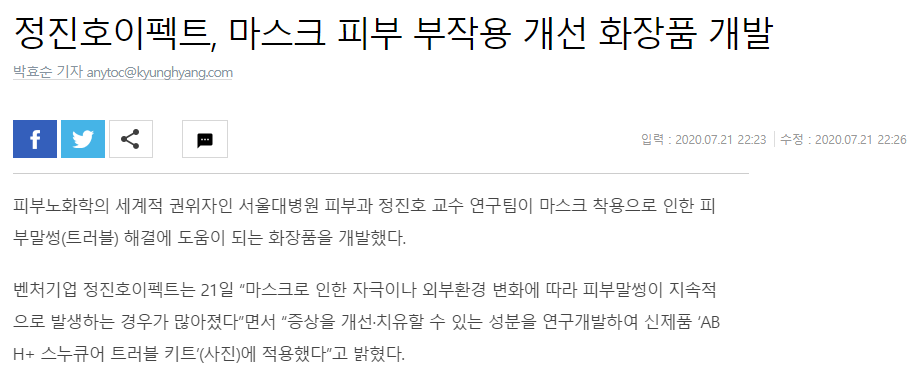 정진호이펙트, 마스크 피부 부작용 개선 화장품 개발
박효순 기자 anytoc@kyunghyang.com
입력 : 2020.07.21 22:23 수정 : 2020.07.21 22:26
피부노화학의 세계적 권위자인 서울대병원 피부과 정진호 교수 연구팀이 마스크 착용으로 인한 피
부말썽(트러블) 해결에 도움이 되는 화장품을 개발했다.
벤처기업 정진호이펙트는 21일 “마스크로 인한 자극이나 외부환경 변화에 따라 피부말썽이 지속적
으로 발생하는 경우가 많아졌다”면서 “증상을 개선·치유할 수 있는 성분을 연구개발하여 신제품 ‘AB
H+ 스누큐어 트러블 키트’(사진)에 적용했다”고 밝혔다.